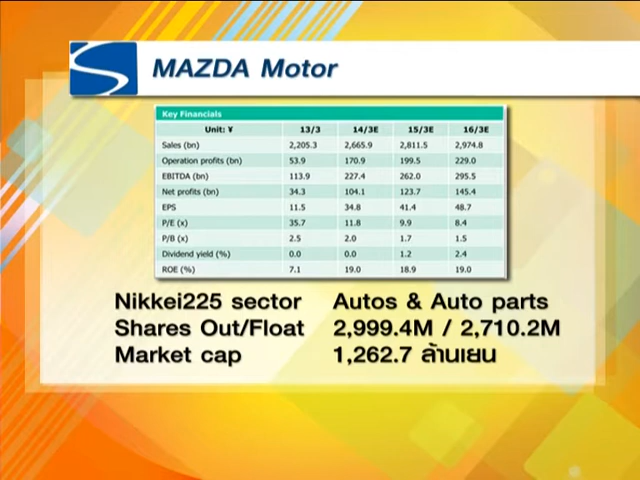 MAZDA Motor
Key Financials
Unit: ¥ 13/3 14/3E 15/3E 16/3E
Sales (bn) 2,205.3 2,665.9 2,811.5 2,974.8
Operation profits (bn) 53.9 170.9 199.5 229.0
EBITDA (bn) 113.9 227.4 262.0 295.5
Net profits (bn) 34.3 104.1 123.7 145.4
EPS 11.5 34.8 41.4 48.7
P/E (x) 35.7 11.8 9.9 8.4
P/B (x) 2.5 2.0 1.7 1.5
Dividend yield (%) 0.0 0.0 1.2 2.4
ROE (%) 7.1 19.0 18.9 19.0
Nikkei225 sector Autos & Auto parts
Shares Out/Float 2,999.4M / 2,710.2M
Market cap 1,262.7 ล้านเยน